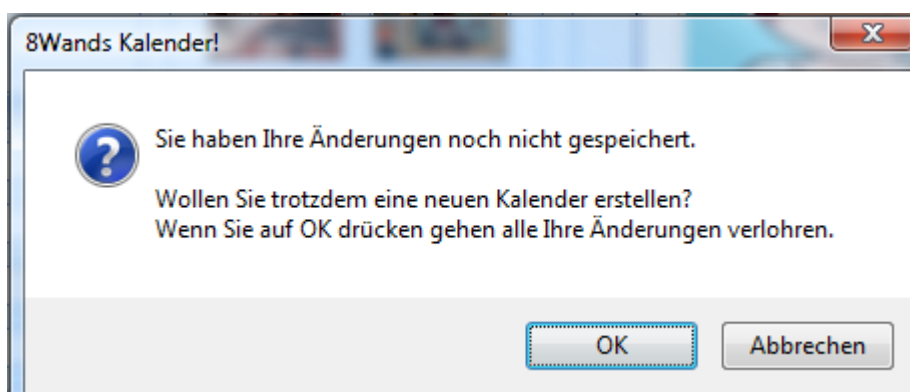 8Wands Kalender!
Sie haben Ihre Änderungen noch nicht gespeichert.
Wollen Sie trotzdem eine neuen Kalender erstellen?
Wenn Sie auf OK drücken gehen alle Ihre Änderungen verlohren.
OK
Abbrechen